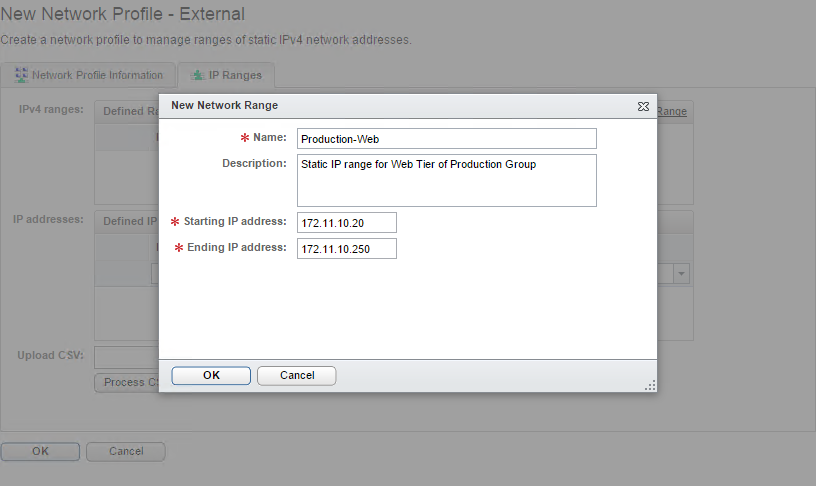 New Network Profile - External
Create a network profile to manage ranges of static IPv4 network addresses.
Network Profile Information
IP Ranges
IPv4 ranges:
Defined
Range
New Network Range
Name:
Production-Web
Description:
Static IP range for Web Tier of Production Group
Starting IP address:
172.11.10.20
Ending IP address:
172.11.10.250
IP addresses:
Defined IP
Upload CSV:
Process
OK
Cancel
OK
Cancel